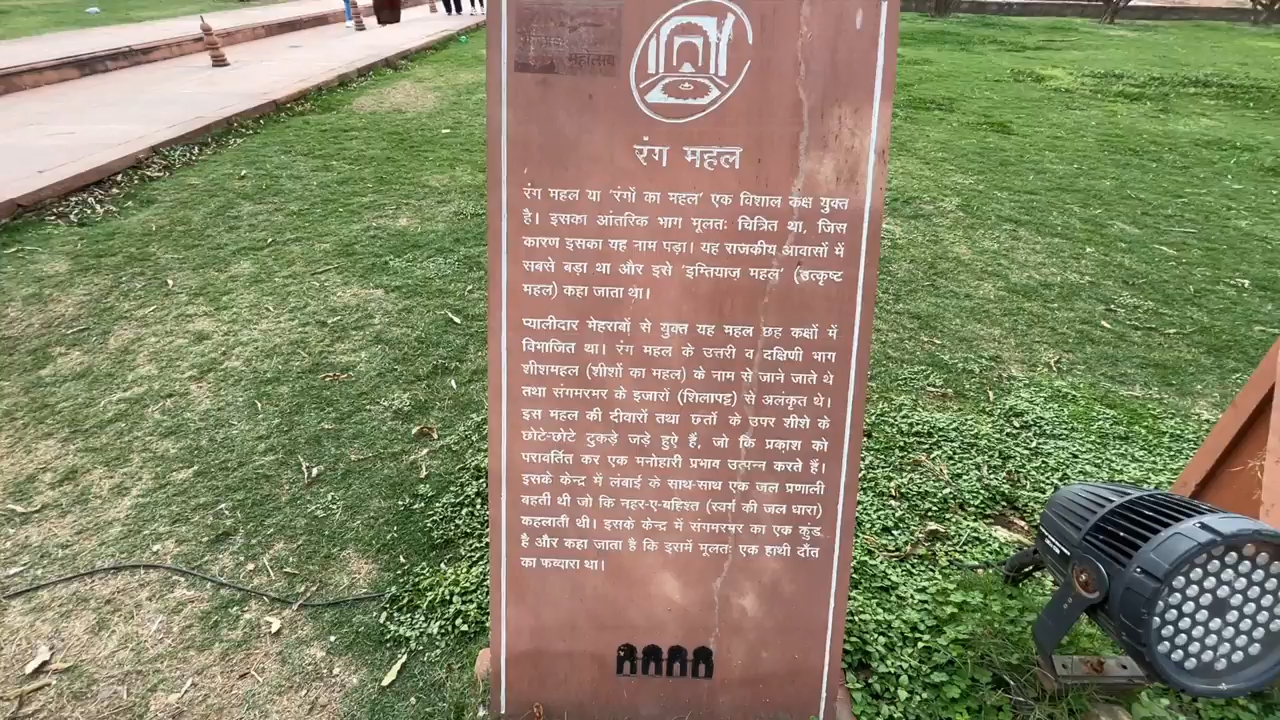 महोत्सव
रंग महल
रंग महल या 'रंगों का महल' एक विशाल कक्ष युक्त
है। इसका आंतरिक भाग मूलतः चित्रित था, जिस
कारण इसका यह नाम पड़ा। यह राजकीय आवासों में
सबसे बड़ा था और इसे 'इम्तियाज़ महल' (उत्कृष्ट
महल) कहा जाता था।
प्यालीदार मेहराबों से युक्त यह महल छह कक्षों में
विभाजित था। रंग महल के उत्तरी व दक्षिणी भाग
शीशमहल (शीशों का महल) के नाम से जाने जाते थे
तथा संगमरमर के इजारों (शिलापट्ट) से अलंकृत थे।
इस महल की दीवारों तथा छतों के उपर शीशे के
छोटे-छोटे टुकड़े जड़े हुऐ हैं, जो कि प्रकाश को
परावर्तित कर एक मनोहारी प्रभाव उत्पन्न करते हैं।
इसके केन्द्र में लंबाई के साथ-साथ एक जल प्रणाली
बहती थी जो कि नहर-ए-बहिश्त (स्वर्ग की जल धारा)
कहलाती थी। इसके केन्द्र में संगमरमर का एक कुंड
है और कहा जाता है कि इसमें मूलतः एक हाथी दाँत
का फव्वारा था।